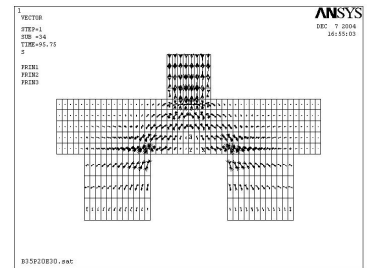 1
VECTOR
STEP=1
SUB =34
TIME=95.75
S
PRIN1
PRIN2
PRIN3
ANSYS
DEC 7 2004
16:55:03
B35P20E30.sat